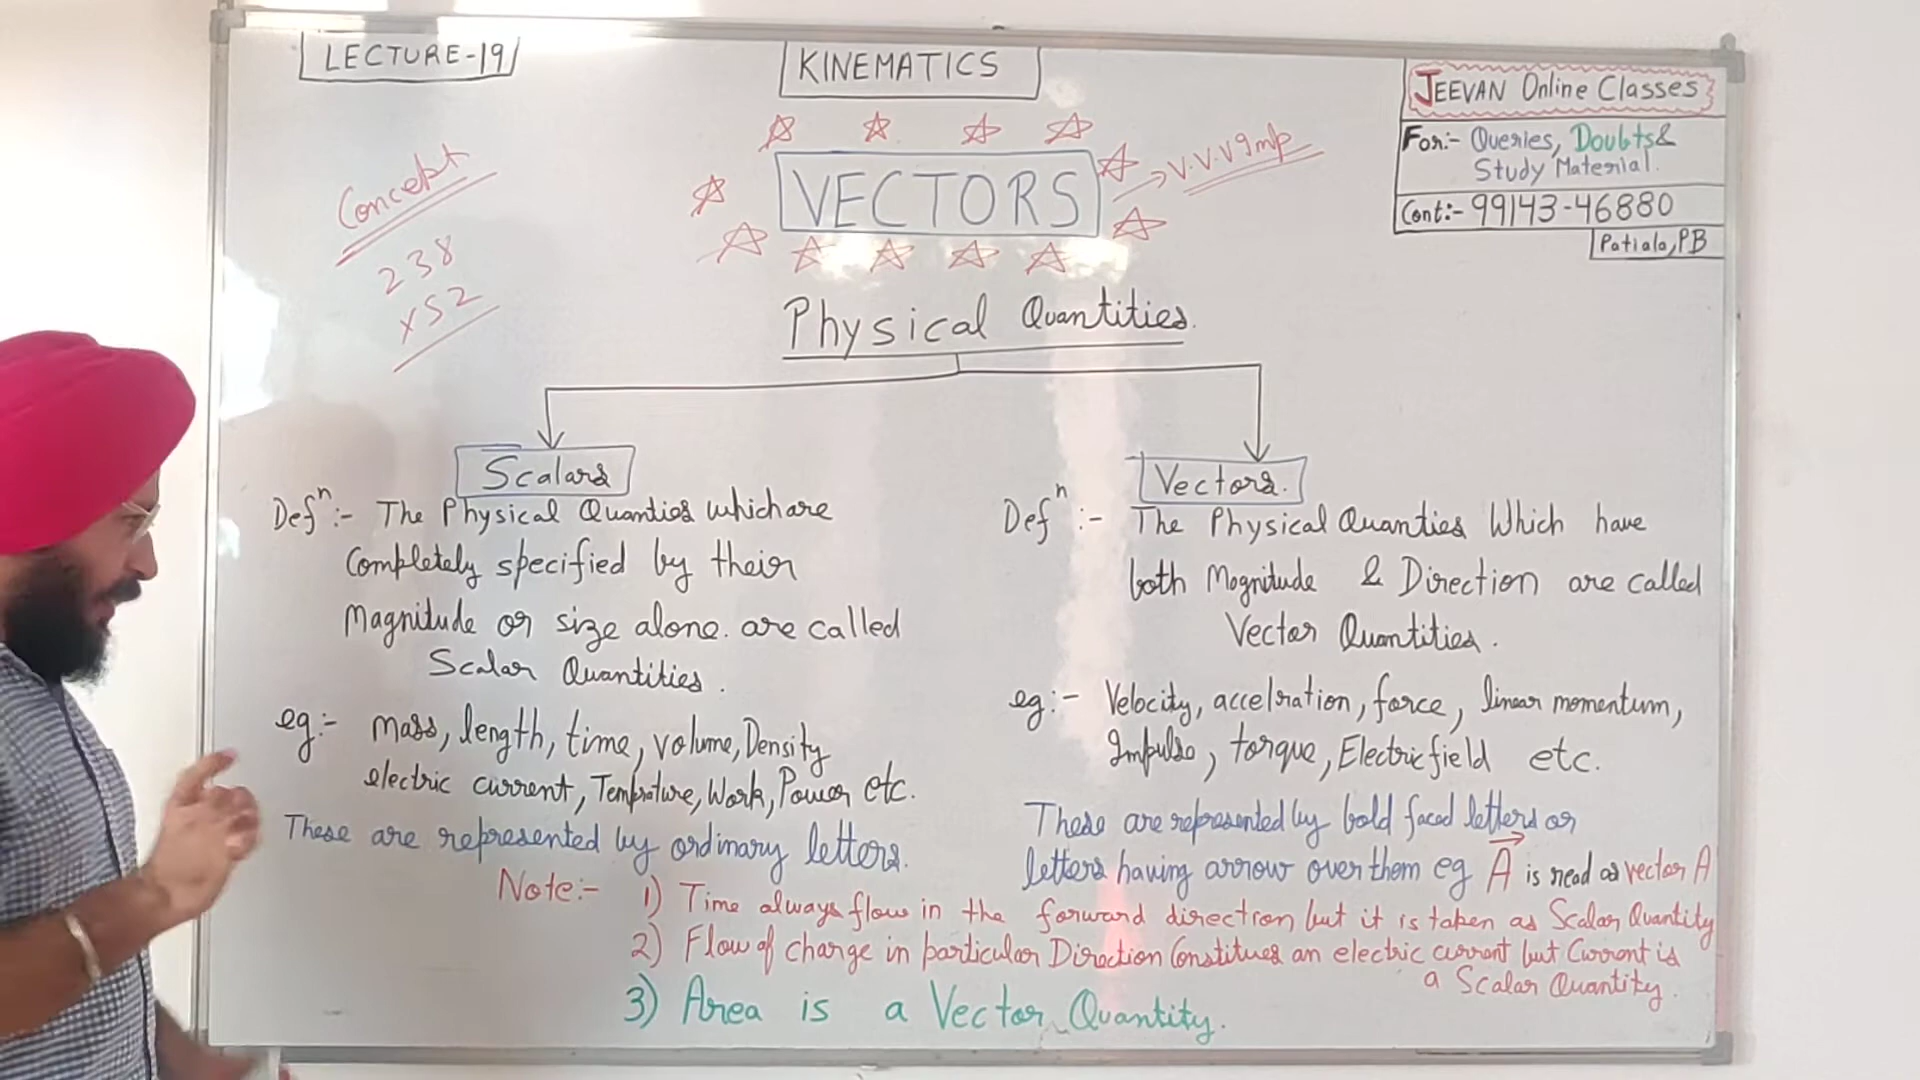 LECTURE-19
KINEMATICS
JEEVAN Online Classes
For:- Queries, Doubts &
Study Material.
Cont:- 99143-46880
Patiala, PB
Concept
238
x52
VECTORS
V.V.V Imp
Physical Quantities.
Scalars
Defⁿ:- The Physical Quanties which are
Completely specified by their
Magnitude or size alone. are called
Scalar Quantities.
eg:- Mass, length, time, volume, Density
electric current, Temprature, Work, Power etc.
These are represented by ordinary letters.
Vectors.
Defⁿ:- The Physical Quanties Which have
both Magnitude & Direction are called
Vector Quantities.
eg:- Velocity, accelration, force, linear momentum,
Impulse, torque, Electric field etc.
These are represented by bold faced letters or
letters having arrow over them eg A⃗ is read as vector A
Note:- 1) Time always flow in the forward direction but it is taken as Scalar Quantity
2) Flow of charge in particular Direction Constitues an electric current but Current is
a Scalar Quantity.
3) Area is a Vector Quantity.